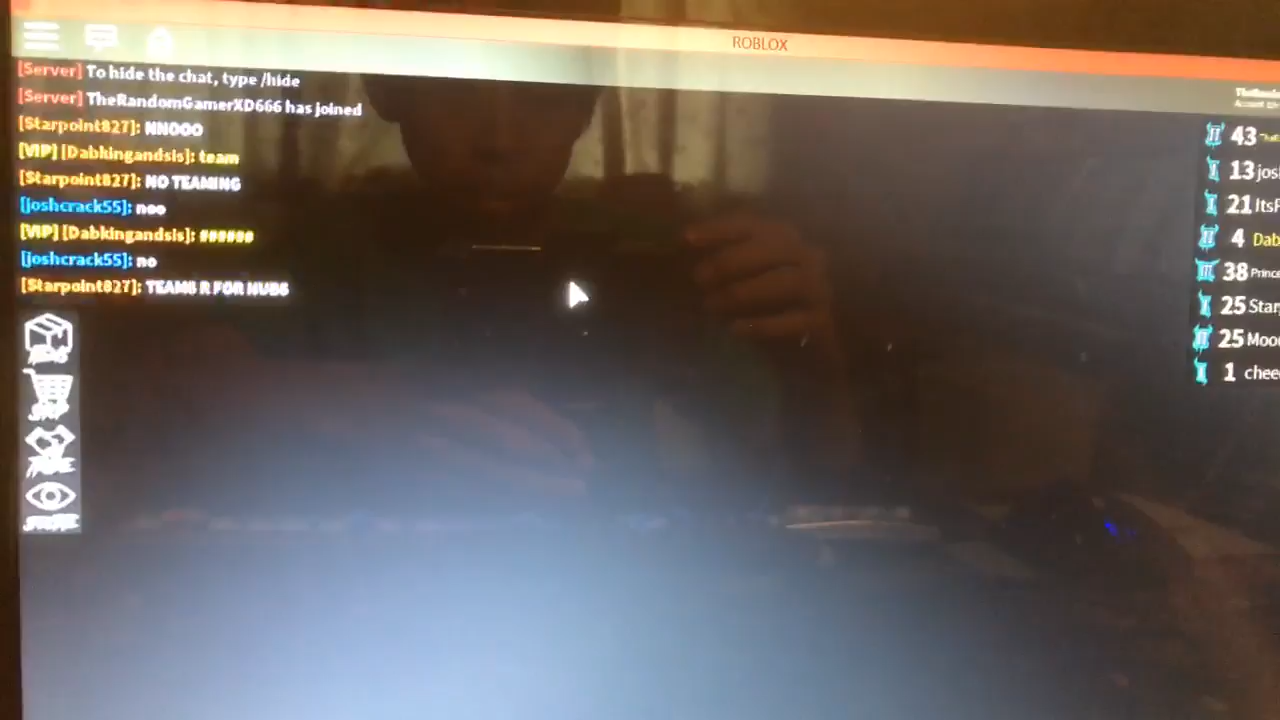 ROBLOX
[Server] To hide the chat, type /hide
[Server] TheRandomGamerXD666 has joined
[Starpoint827]: NNOOO
[VIP] [Dabkingandsis]: team
[Starpoint827]: NO TEAMING
[joshcrack55]: noo
[VIP] [Dabkingandsis]: ######
[joshcrack55]: no
[Starpoint827]: TEAMS R FOR NUBS
43
13 jos
21 ItsF
4 Dab
38 Prince
25 Star
25 Moo
1 chee